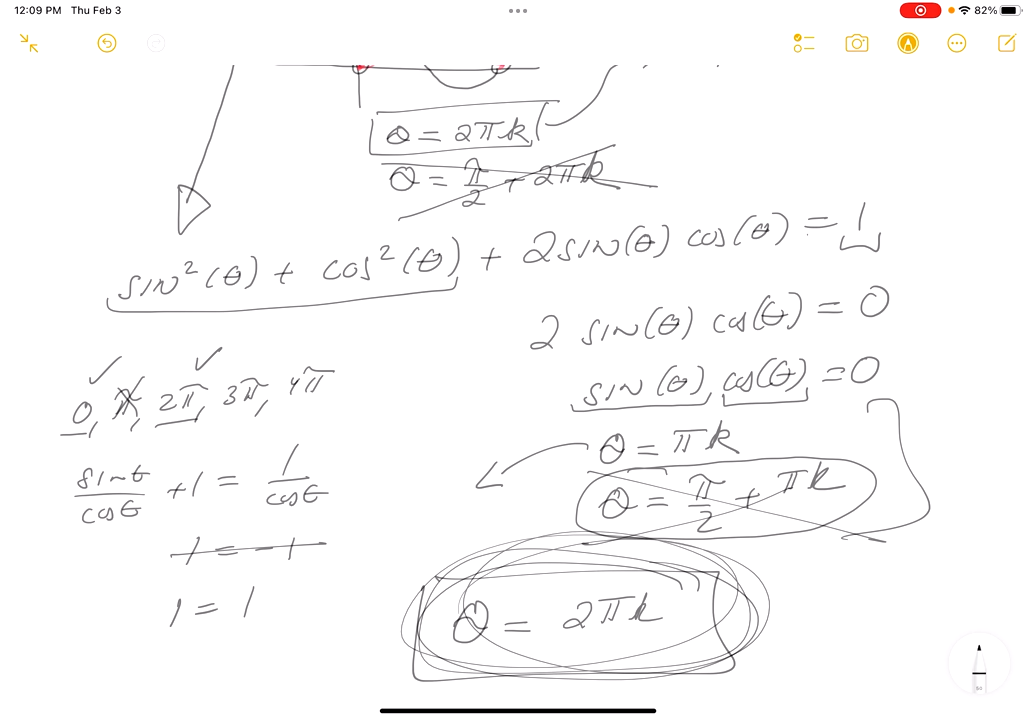 12:09 PM Thu Feb 3
82%
θ = 2πk
θ = π/2 + 2πk
sin²(θ) + cos²(θ) + 2sin(θ) cos(θ) = 1
2 sin(θ) cos(θ) = 0
sin(θ) cos(θ) = 0
0, π, 2π, 3π, 4π
θ = πk
sinθ/cosθ + 1 = 1/cosθ
θ = π/2 + πk
1 = -1
1 = 1
θ = 2πk